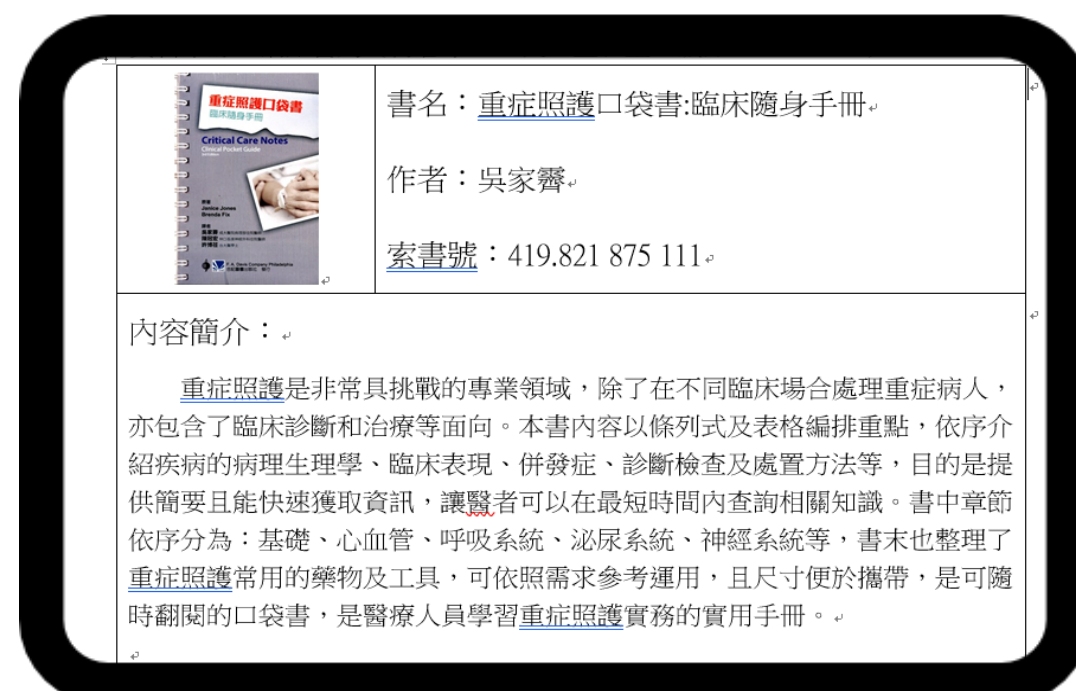 重症照護口袋書
臨床隨身手冊
Critical Care Notes
Clinical Pocket Guide
Janice Jones
Brenda Fix
F. A. Davis Company Philadelphia
書名：重症照護口袋書:臨床隨身手冊
作者：吳家霽
索書號：419.821 875 111
內容簡介：
重症照護是非常具挑戰的專業領域，除了在不同臨床場合處理重症病人，
亦包含了臨床診斷和治療等面向。本書內容以條列式及表格編排重點，依序介
紹疾病的病理生理學、臨床表現、併發症、診斷檢查及處置方法等，目的是提
供簡要且能快速獲取資訊，讓醫者可以在最短時間內查詢相關知識。書中章節
依序分為：基礎、心血管、呼吸系統、泌尿系統、神經系統等，書末也整理了
重症照護常用的藥物及工具，可依照需求參考運用，且尺寸便於攜帶，是可隨
時翻閱的口袋書，是醫療人員學習重症照護實務的實用手冊。